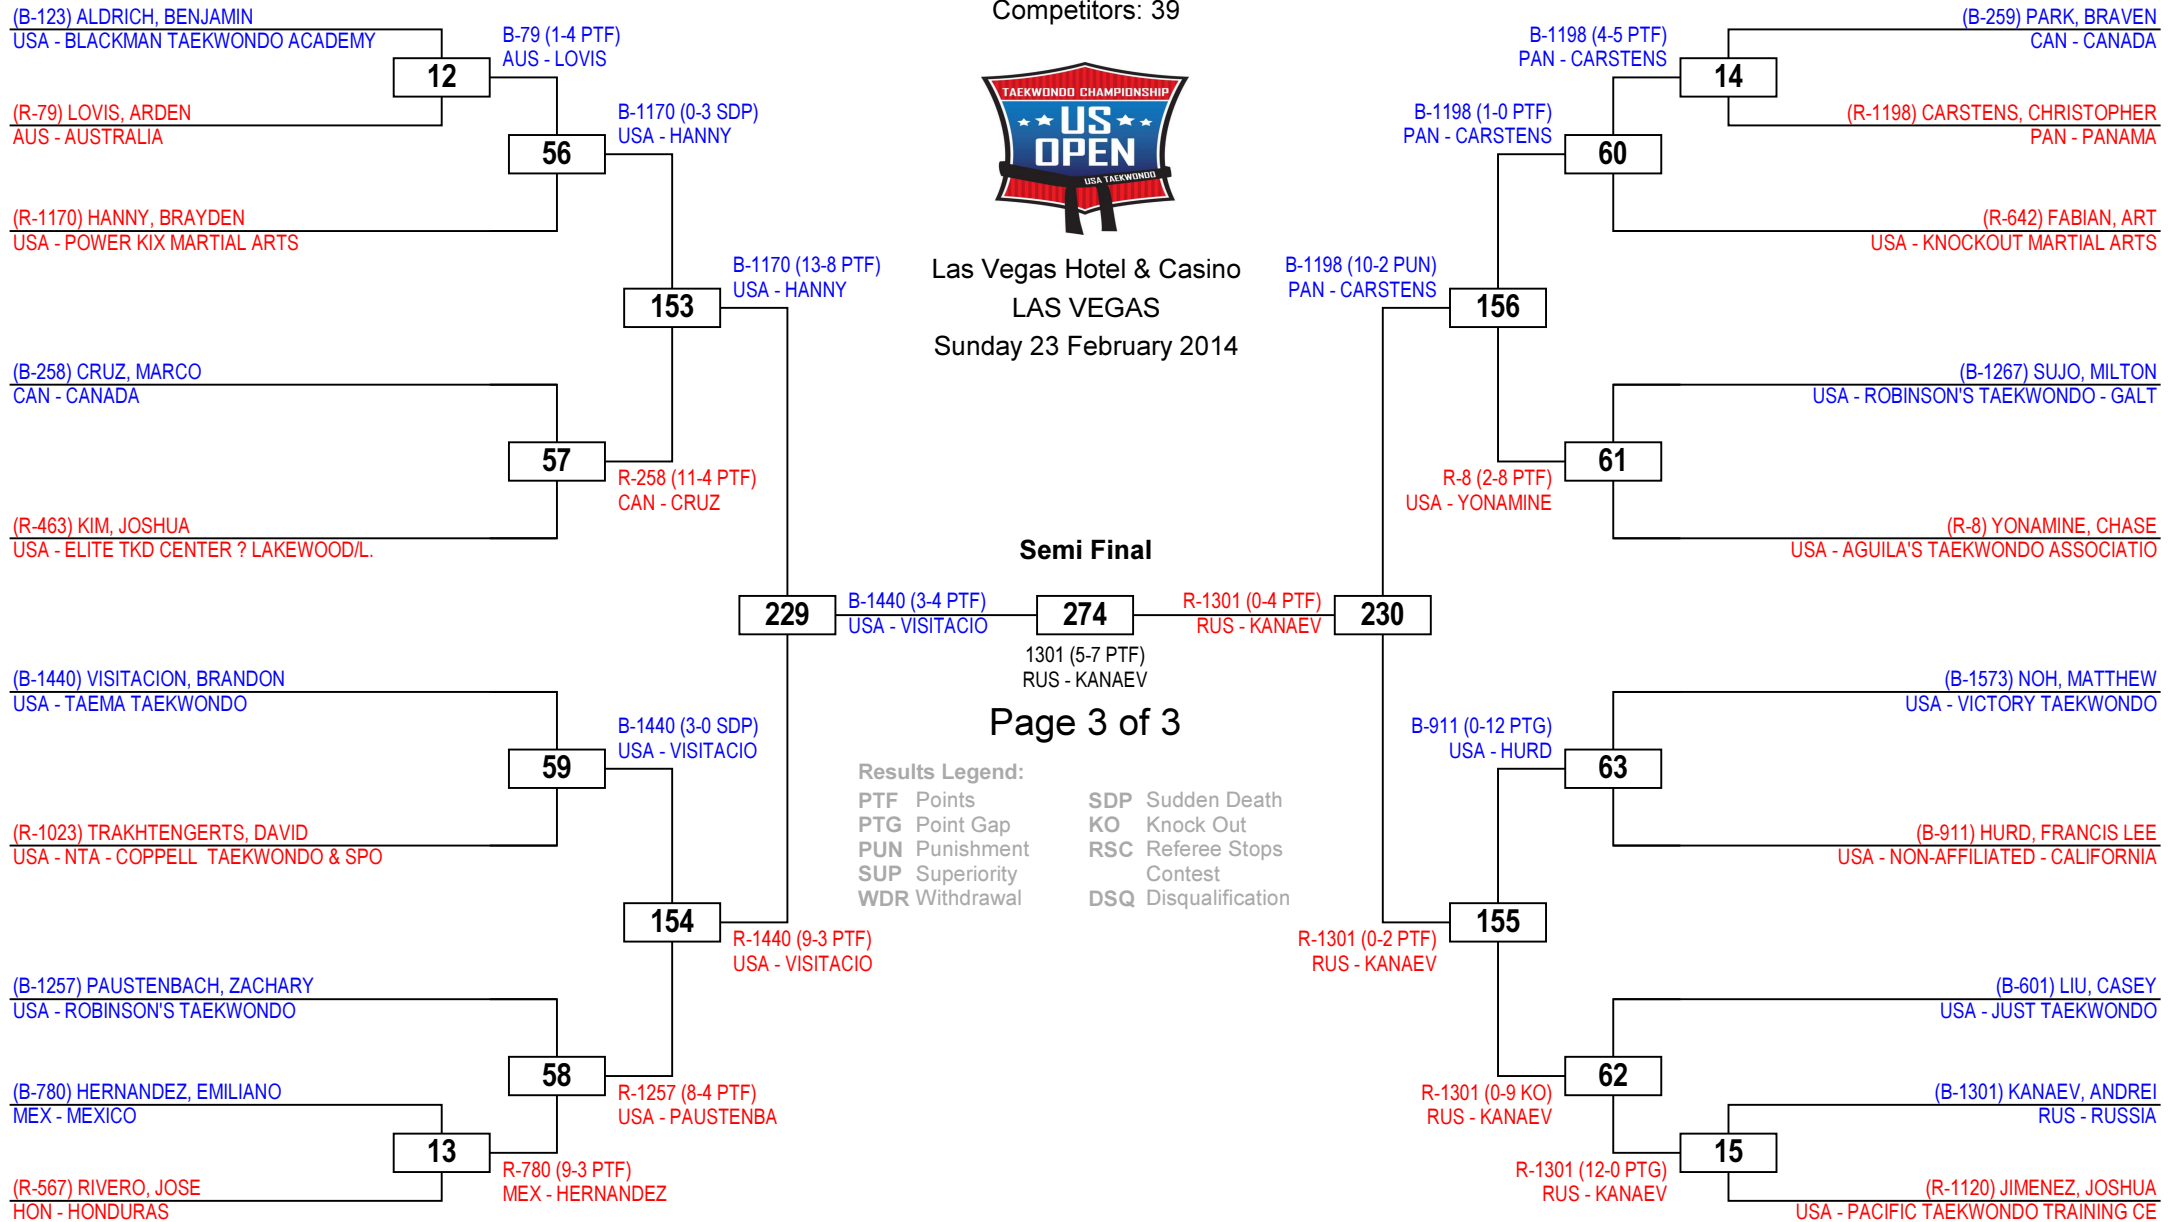 (B-123) ALDRICH, BENJAMIN
USA - BLACKMAN TAEKWONDO ACADEMY
12
(R-79) LOVIS, ARDEN
AUS - AUSTRALIA
B-79 (1-4 PTF)
AUS - LOVIS
56
(R-1170) HANNY, BRAYDEN
USA - POWER KIX MARTIAL ARTS
B-1170 (0-3 SDP)
USA - HANNY
153
(B-258) CRUZ, MARCO
CAN - CANADA
57
(R-463) KIM, JOSHUA
USA - ELITE TKD CENTER ? LAKEWOOD/L.
R-258 (11-4 PTF)
CAN - CRUZ
B-1170 (13-8 PTF)
USA - HANNY
229
(B-1440) VISITACION, BRANDON
USA - TAEMA TAEKWONDO
59
(R-1023) TRAKHTENGERTS, DAVID
USA - NTA - COPPELL  TAEKWONDO & SPO
B-1440 (3-0 SDP)
USA - VISITACIO
154
(B-1257) PAUSTENBACH, ZACHARY
USA - ROBINSON'S TAEKWONDO
58
(B-780) HERNANDEZ, EMILIANO
MEX - MEXICO
13
(R-567) RIVERO, JOSE
HON - HONDURAS
R-780 (9-3 PTF)
MEX - HERNANDEZ
R-1257 (8-4 PTF)
USA - PAUSTENBA
R-1440 (9-3 PTF)
USA - VISITACIO
B-1440 (3-4 PTF)
USA - VISITACIO
Competitors: 39
TAEKWONDO CHAMPIONSHIP
US
OPEN
USA TAEKWONDO
Las Vegas Hotel & Casino
LAS VEGAS
Sunday 23 February 2014
Semi Final
274
1301 (5-7 PTF)
RUS - KANAEV
Page 3 of 3
Results Legend:
PTF Points
PTG Point Gap
PUN Punishment
SUP Superiority
WDR Withdrawal
SDP Sudden Death
KO Knock Out
RSC Referee Stops
Contest
DSQ Disqualification
R-1301 (0-4 PTF)
RUS - KANAEV
230
B-1198 (10-2 PUN)
PAN - CARSTENS
156
B-1198 (1-0 PTF)
PAN - CARSTENS
60
B-1198 (4-5 PTF)
PAN - CARSTENS
14
(B-259) PARK, BRAVEN
CAN - CANADA
(R-1198) CARSTENS, CHRISTOPHER
PAN - PANAMA
(R-642) FABIAN, ART
USA - KNOCKOUT MARTIAL ARTS
(B-1267) SUJO, MILTON
USA - ROBINSON'S TAEKWONDO - GALT
61
R-8 (2-8 PTF)
USA - YONAMINE
(R-8) YONAMINE, CHASE
USA - AGUILA'S TAEKWONDO ASSOCIATIO
(B-1573) NOH, MATTHEW
USA - VICTORY TAEKWONDO
B-911 (0-12 PTG)
USA - HURD
63
(B-911) HURD, FRANCIS LEE
USA - NON-AFFILIATED - CALIFORNIA
155
R-1301 (0-2 PTF)
RUS - KANAEV
(B-601) LIU, CASEY
USA - JUST TAEKWONDO
62
R-1301 (0-9 KO)
RUS - KANAEV
(B-1301) KANAEV, ANDREI
RUS - RUSSIA
15
R-1301 (12-0 PTG)
RUS - KANAEV
(R-1120) JIMENEZ, JOSHUA
USA - PACIFIC TAEKWONDO TRAINING CE